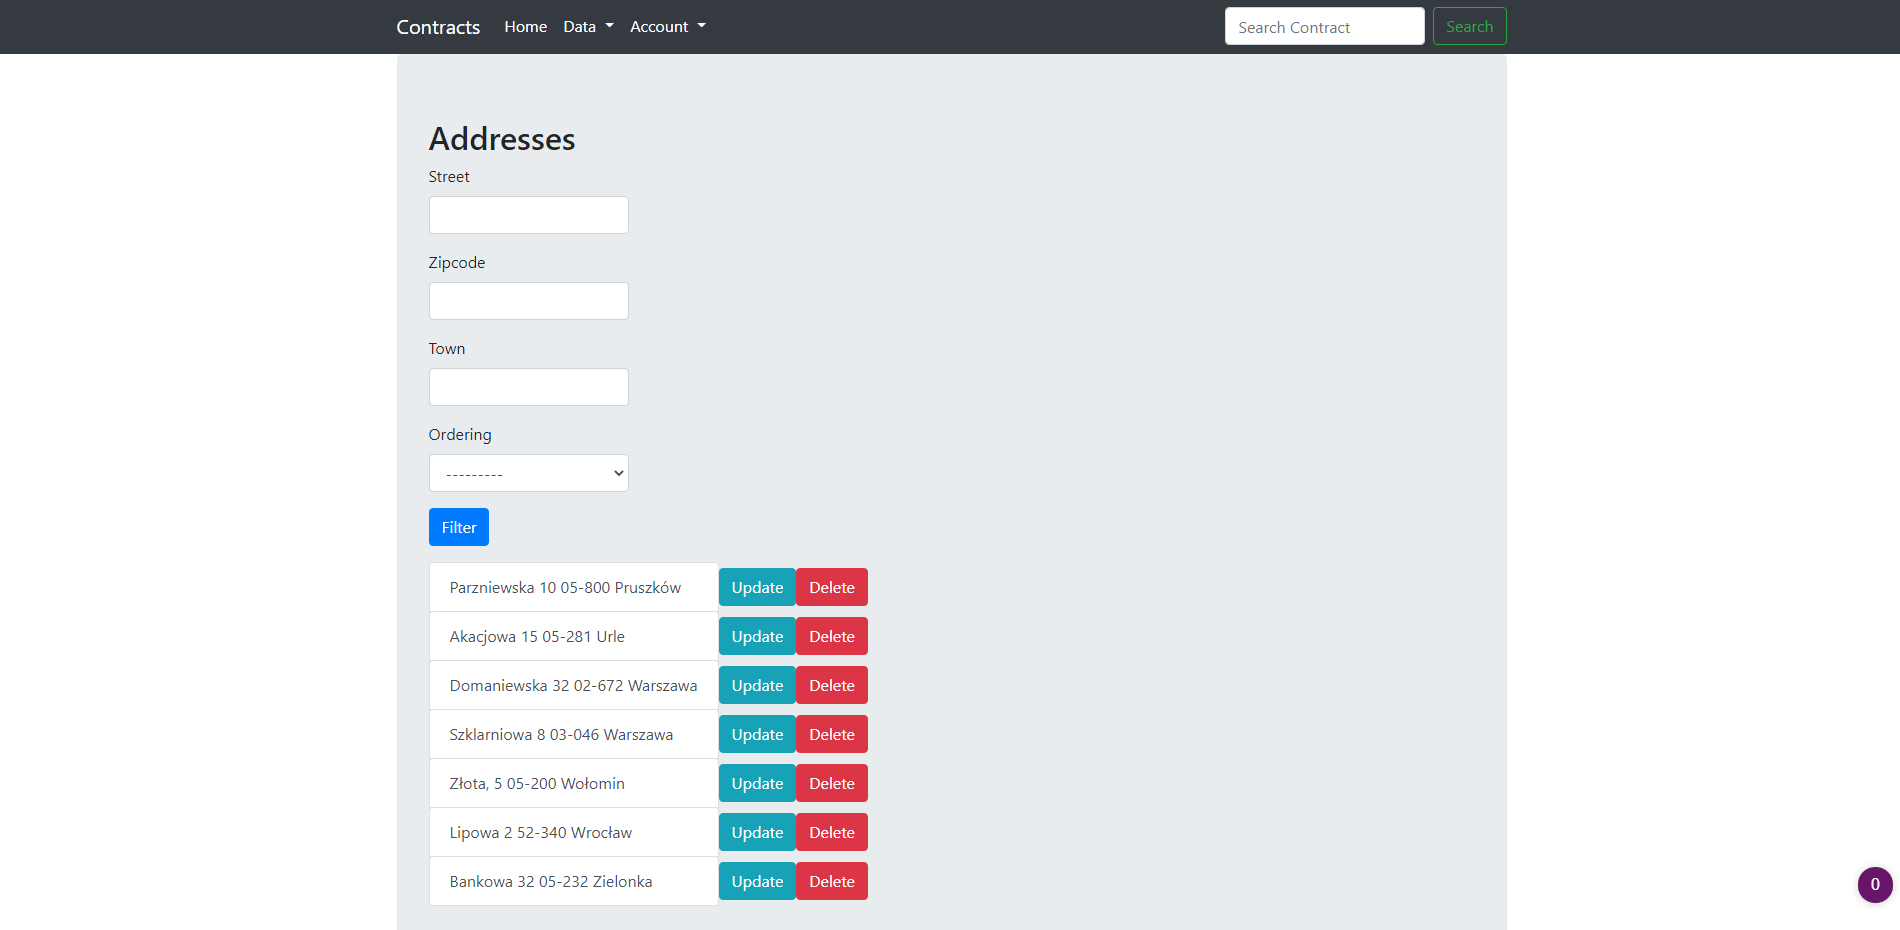 Contracts Home Data Account Search Contract Search
Addresses
Street
Zipcode
Town
Ordering
---------
Filter
Parzniewska 10 05-800 Pruszków Update Delete
Akacjowa 15 05-281 Urle Update Delete
Domaniewska 32 02-672 Warszawa Update Delete
Szklarniowa 8 03-046 Warszawa Update Delete
Złota, 5 05-200 Wołomin Update Delete
Lipowa 2 52-340 Wrocław Update Delete
Bankowa 32 05-232 Zielonka Update Delete
0